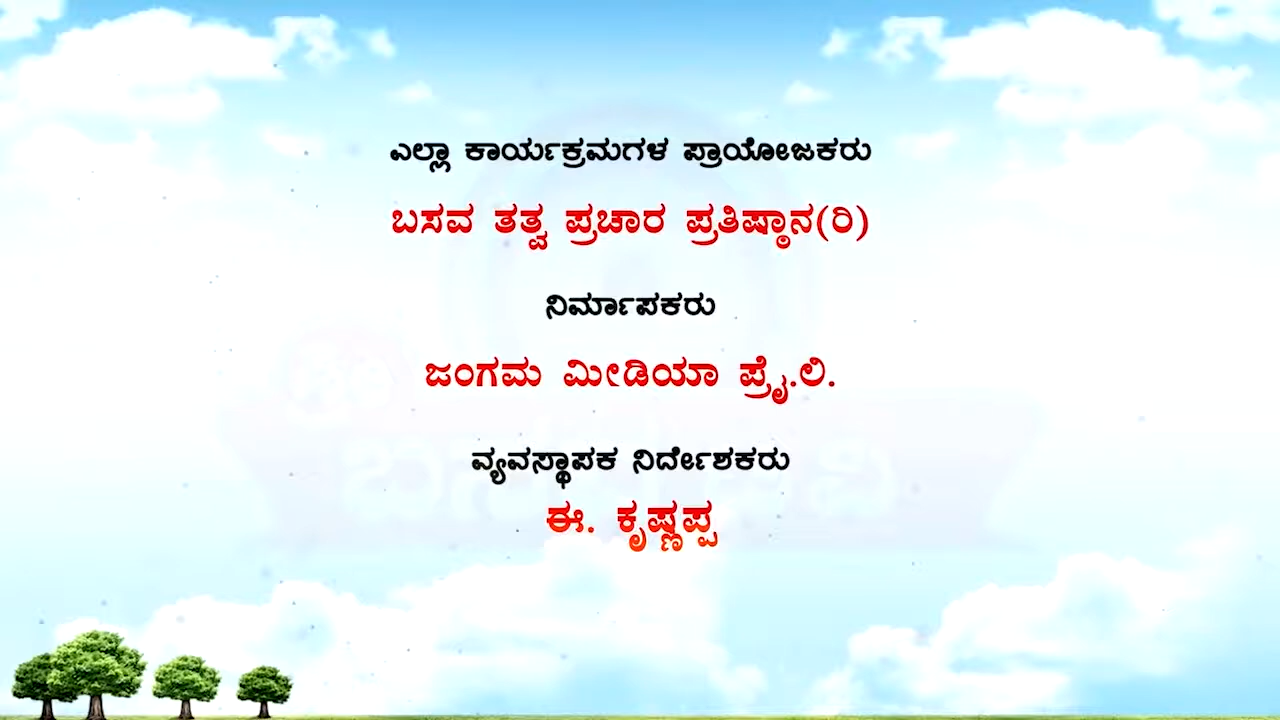 ಎಲ್ಲಾ ಕಾರ್ಯಕ್ರಮಗಳ ಪ್ರಾಯೋಜಕರು
ಬಸವ ತತ್ವ ಪ್ರಚಾರ ಪ್ರತಿಷ್ಠಾನ(ರಿ)
ನಿರ್ಮಾಪಕರು
ಜಂಗಮ ಮೀಡಿಯಾ ಪ್ರೈ.ಲಿ.
ವ್ಯವಸ್ಥಾಪಕ ನಿರ್ದೇಶಕರು
ಈ. ಕೃಷ್ಣಪ್ಪ